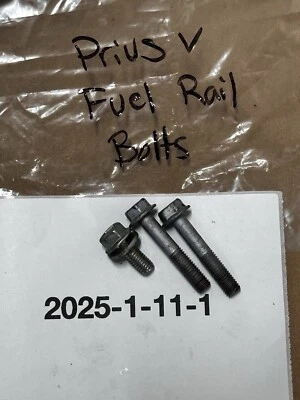 Prius v
Fuel Rail
Bolts
2025-1-11-1